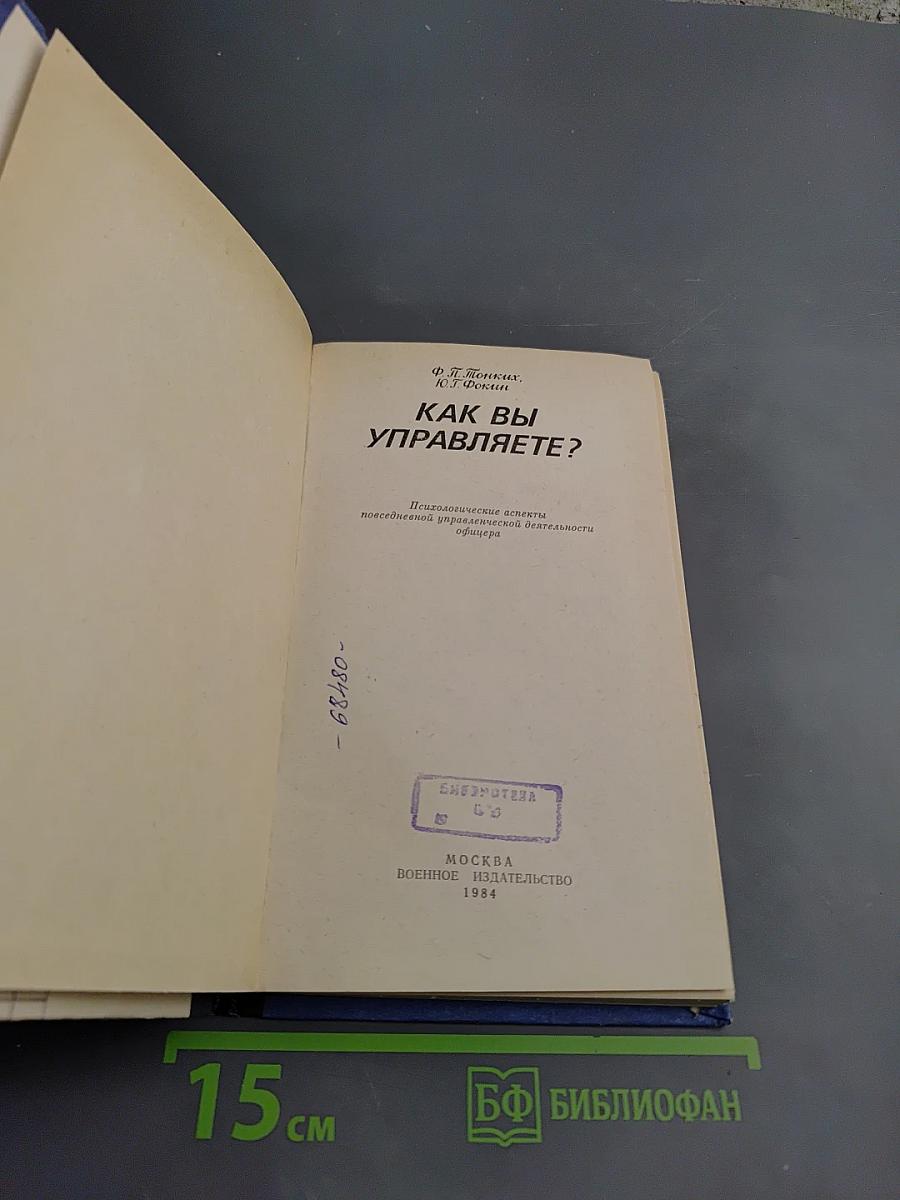 Ф. П. Тонких,
Ю. Г. Фокин
КАК ВЫ
УПРАВЛЯЕТЕ?
Психологические аспекты
повседневной управленческой деятельности
офицера
- 68480 -
БИБЛИОТЕКА
МОСКВА
ВОЕННОЕ ИЗДАТЕЛЬСТВО
1984
15 см
БФ БИБЛИОФАН